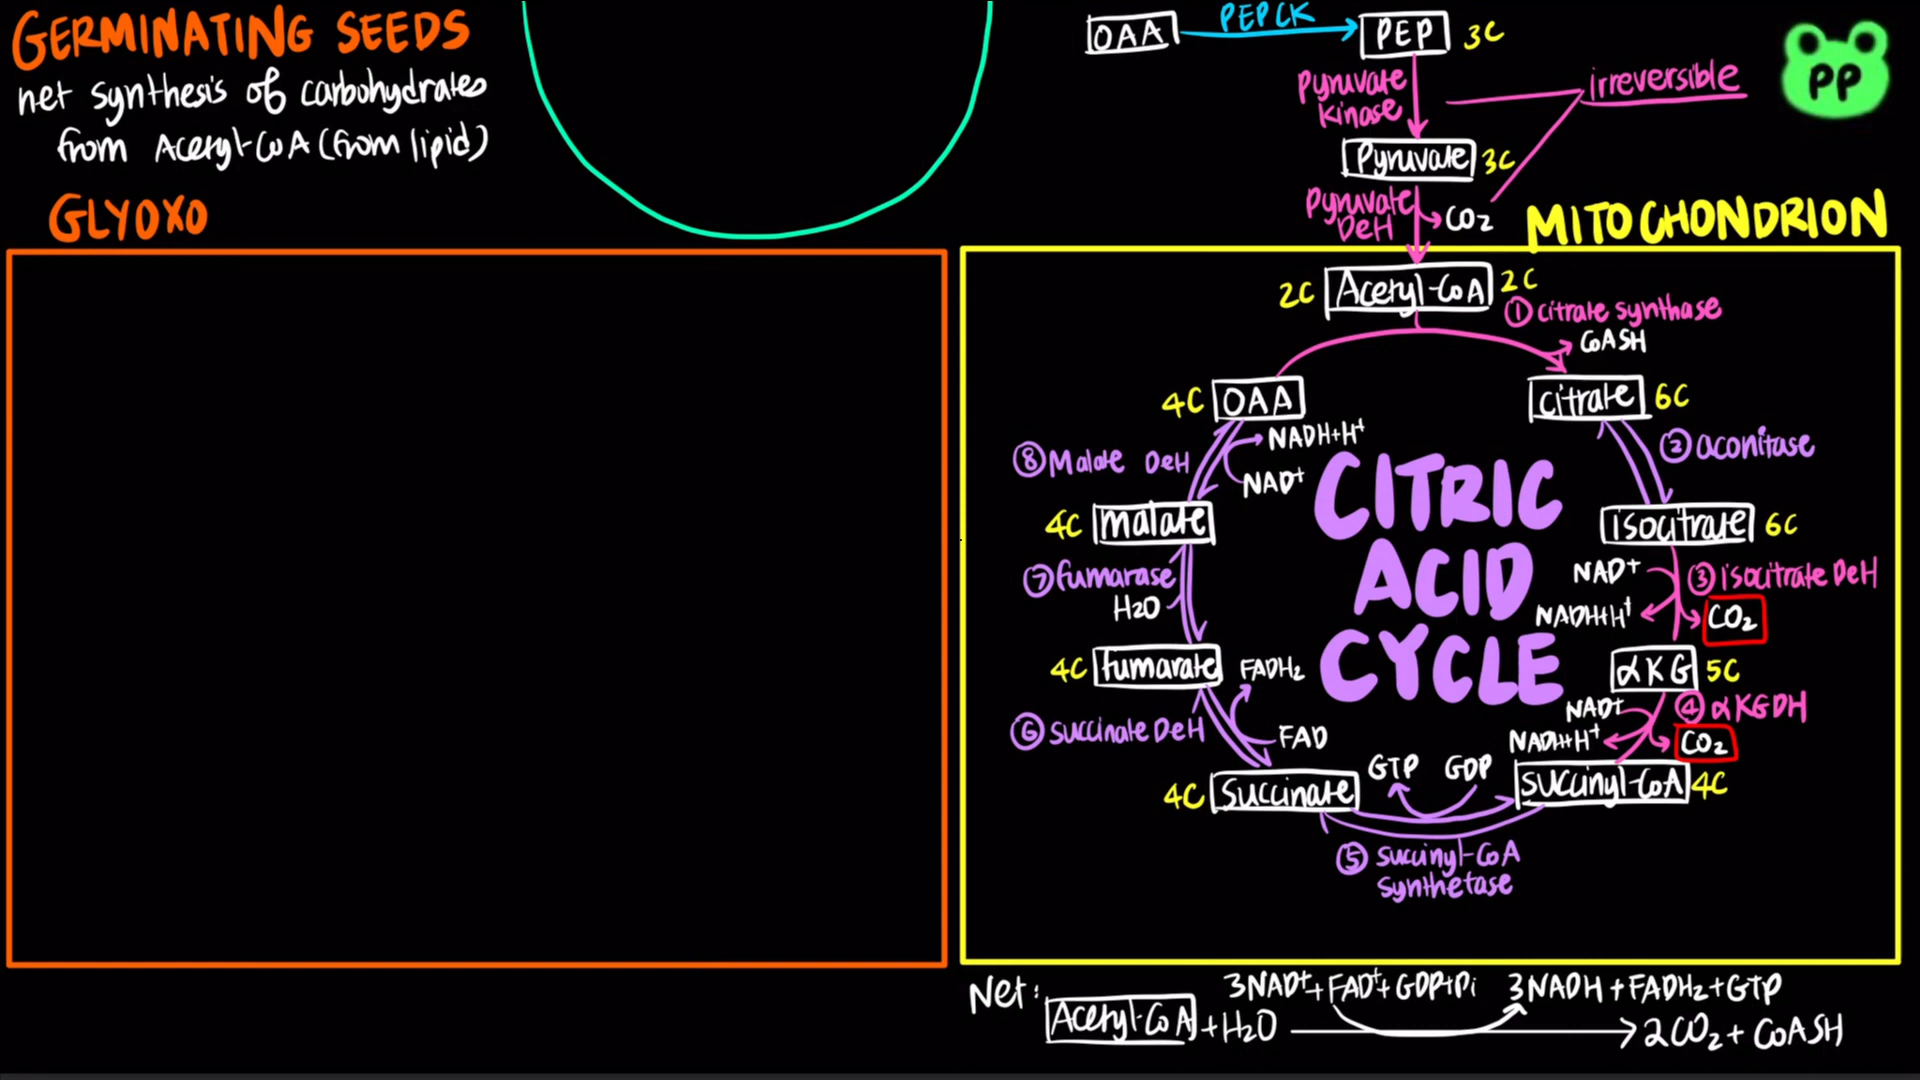 GERMINATING SEEDS
net synthesis of carbohydrates
from Acetyl-CoA (from lipid)
GLYOXO
OAA
PEPCK
PEP
3C
PP
Pyruvate
kinase
irreversible
Pyruvate
3C
Pyruvate
DeH
CO2
MITOCHONDRION
2C
Acetyl-CoA
2C
① citrate synthase
CoASH
4C
OAA
citrate
6C
NADH+H+
NAD+
⑧ Malate DeH
② aconitase
CITRIC
ACID
CYCLE
4C
malate
isocitrate
6C
⑦ fumarase
H2O
NAD+
③ isocitrate DeH
NADH+H+
CO2
4C
fumarate
FADH2
αKG
5C
⑥ succinate DeH
FAD
NAD+
④ αKGDH
NADH+H+
CO2
4C
Succinate
GTP
GDP
succinyl-CoA
4C
⑤ succinyl-CoA
synthetase
Net:
3NAD+ + FAD+ + GDP+Pi
3NADH + FADH2 + GTP
Acetyl-CoA + H2O
2CO2 + CoASH